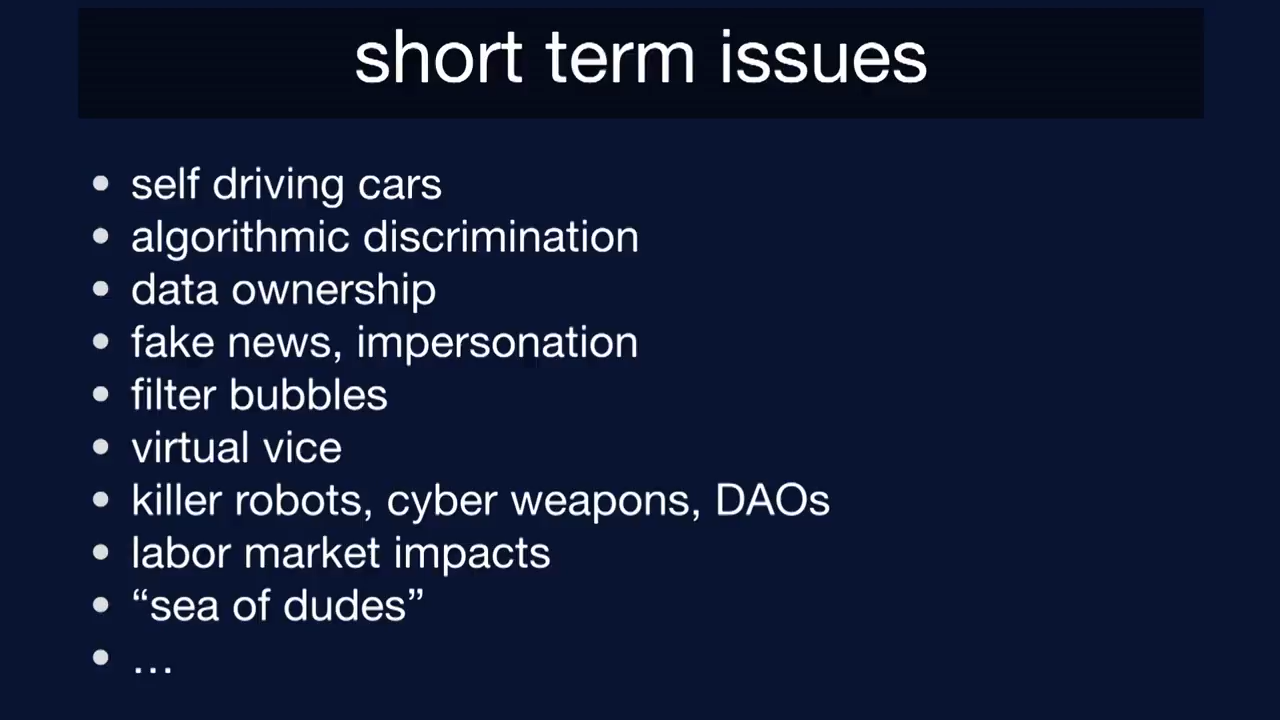 short term issues
• self driving cars
• algorithmic discrimination
• data ownership
• fake news, impersonation
• filter bubbles
• virtual vice
• killer robots, cyber weapons, DAOs
• labor market impacts
• “sea of dudes”
• …